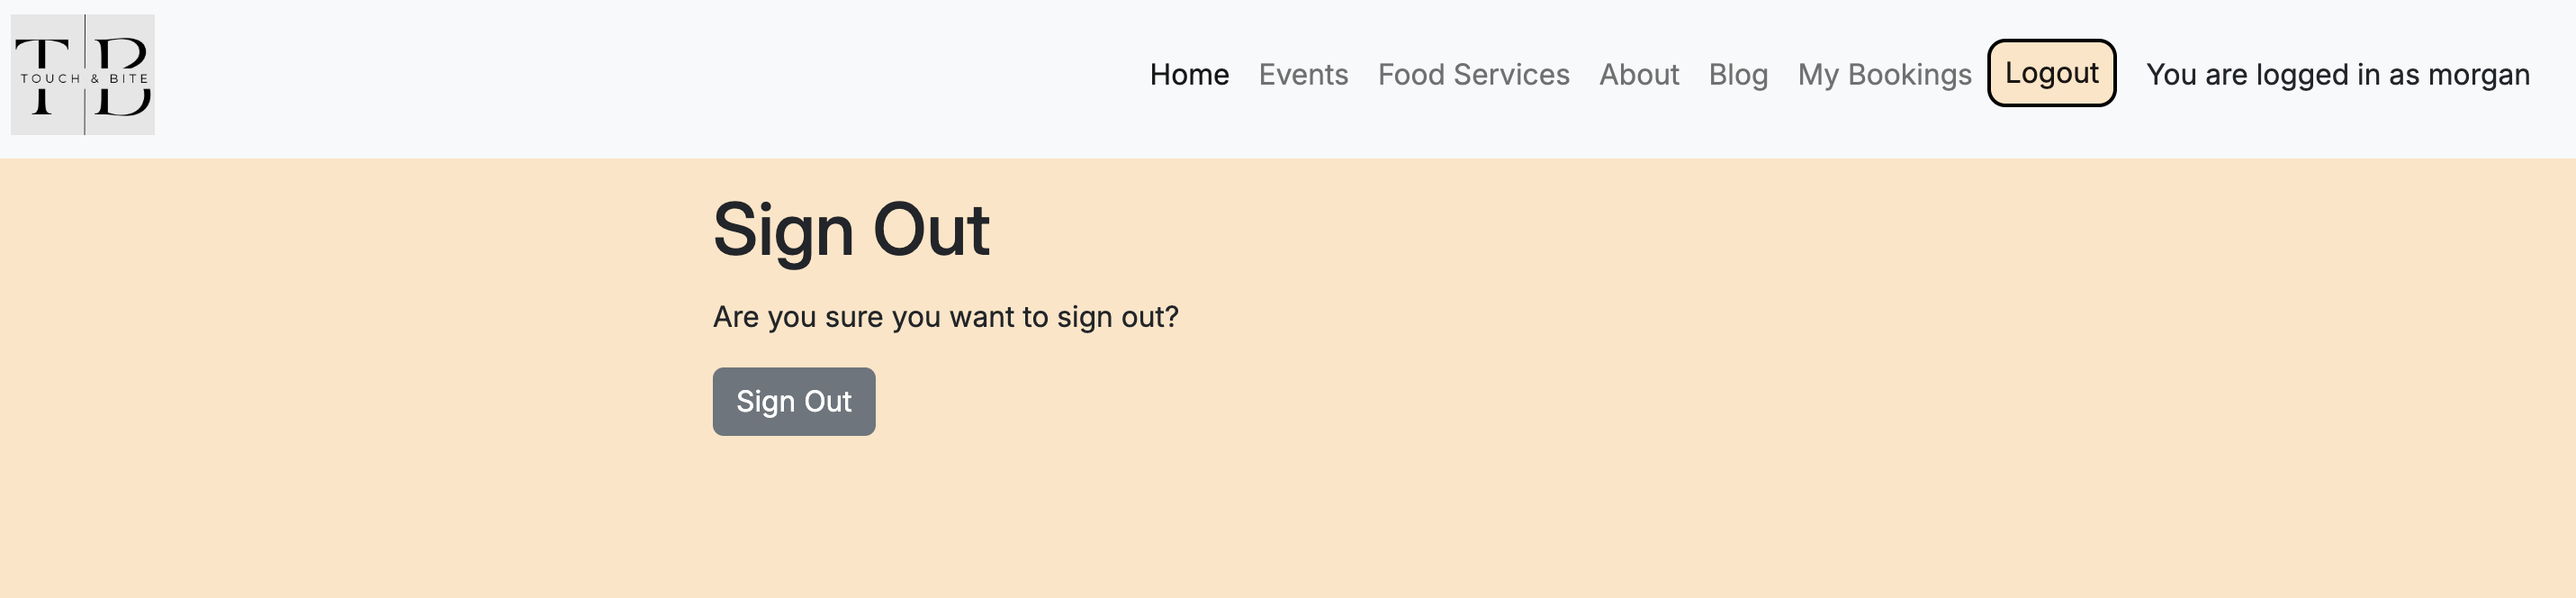 T B
TOUCH & BITE
T B
Home Events Food Services About Blog My Bookings Logout You are logged in as morgan
Sign Out
Are you sure you want to sign out?
Sign Out